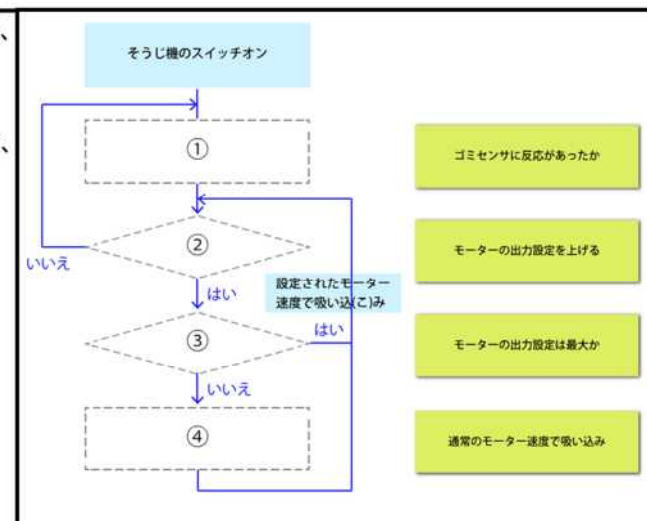 、
、
そうじ機のスイッチオン
①
ゴミセンサに反応があったか
②
いいえ
モーターの出力設定を上げる
はい
設定されたモーター
速度で吸い込(こ)み
③
はい
モーターの出力設定は最大か
いいえ
④
通常のモーター速度で吸い込み